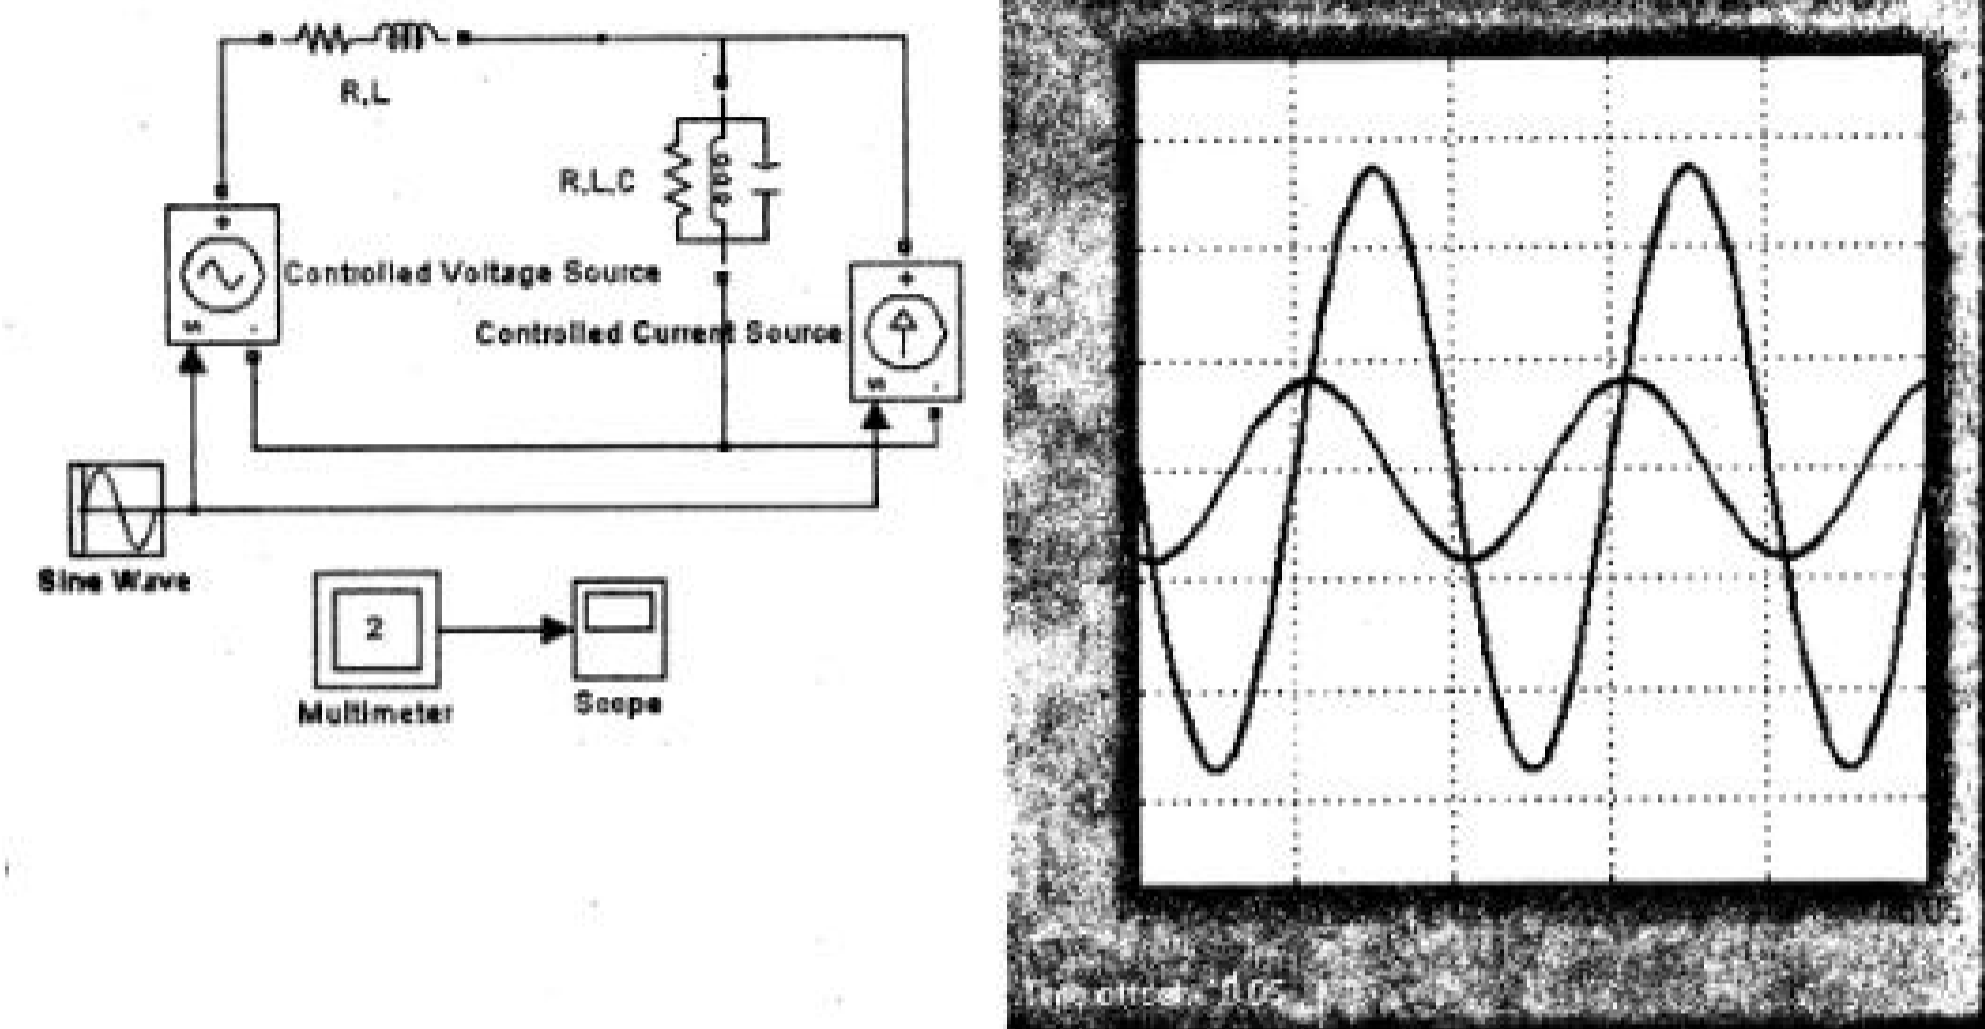 R,L
R,L,C
Controlled Voltage Source
s
Controlled Current Source
s
Sine Wave
2
Multimeter
Scope